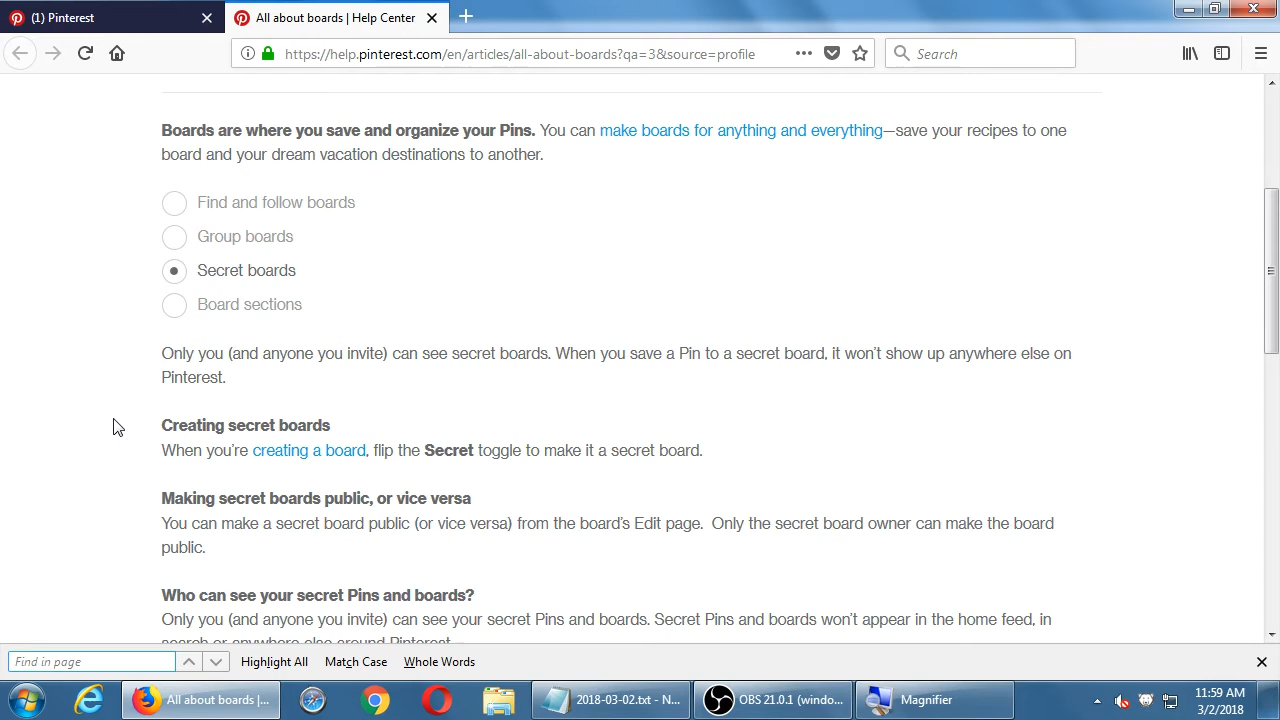 (1) Pinterest
All about boards | Help Center
https://help.pinterest.com/en/articles/all-about-boards?qa=3&source=profile
Search
Boards are where you save and organize your Pins. You can make boards for anything and everything—save your recipes to one
board and your dream vacation destinations to another.
Find and follow boards
Group boards
Secret boards
Board sections
Only you (and anyone you invite) can see secret boards. When you save a Pin to a secret board, it won't show up anywhere else on
Pinterest.
Creating secret boards
When you're creating a board, flip the Secret toggle to make it a secret board.
Making secret boards public, or vice versa
You can make a secret board public (or vice versa) from the board's Edit page. Only the secret board owner can make the board
public.
Who can see your secret Pins and boards?
Only you (and anyone you invite) can see your secret Pins and boards. Secret Pins and boards won't appear in the home feed, in
search or anywhere else around Pinterest.
Find in page
Highlight All
Match Case
Whole Words
All about boards |...
2018-03-02.txt - N...
OBS 21.0.1 (windo...
Magnifier
11:59 AM
3/2/2018